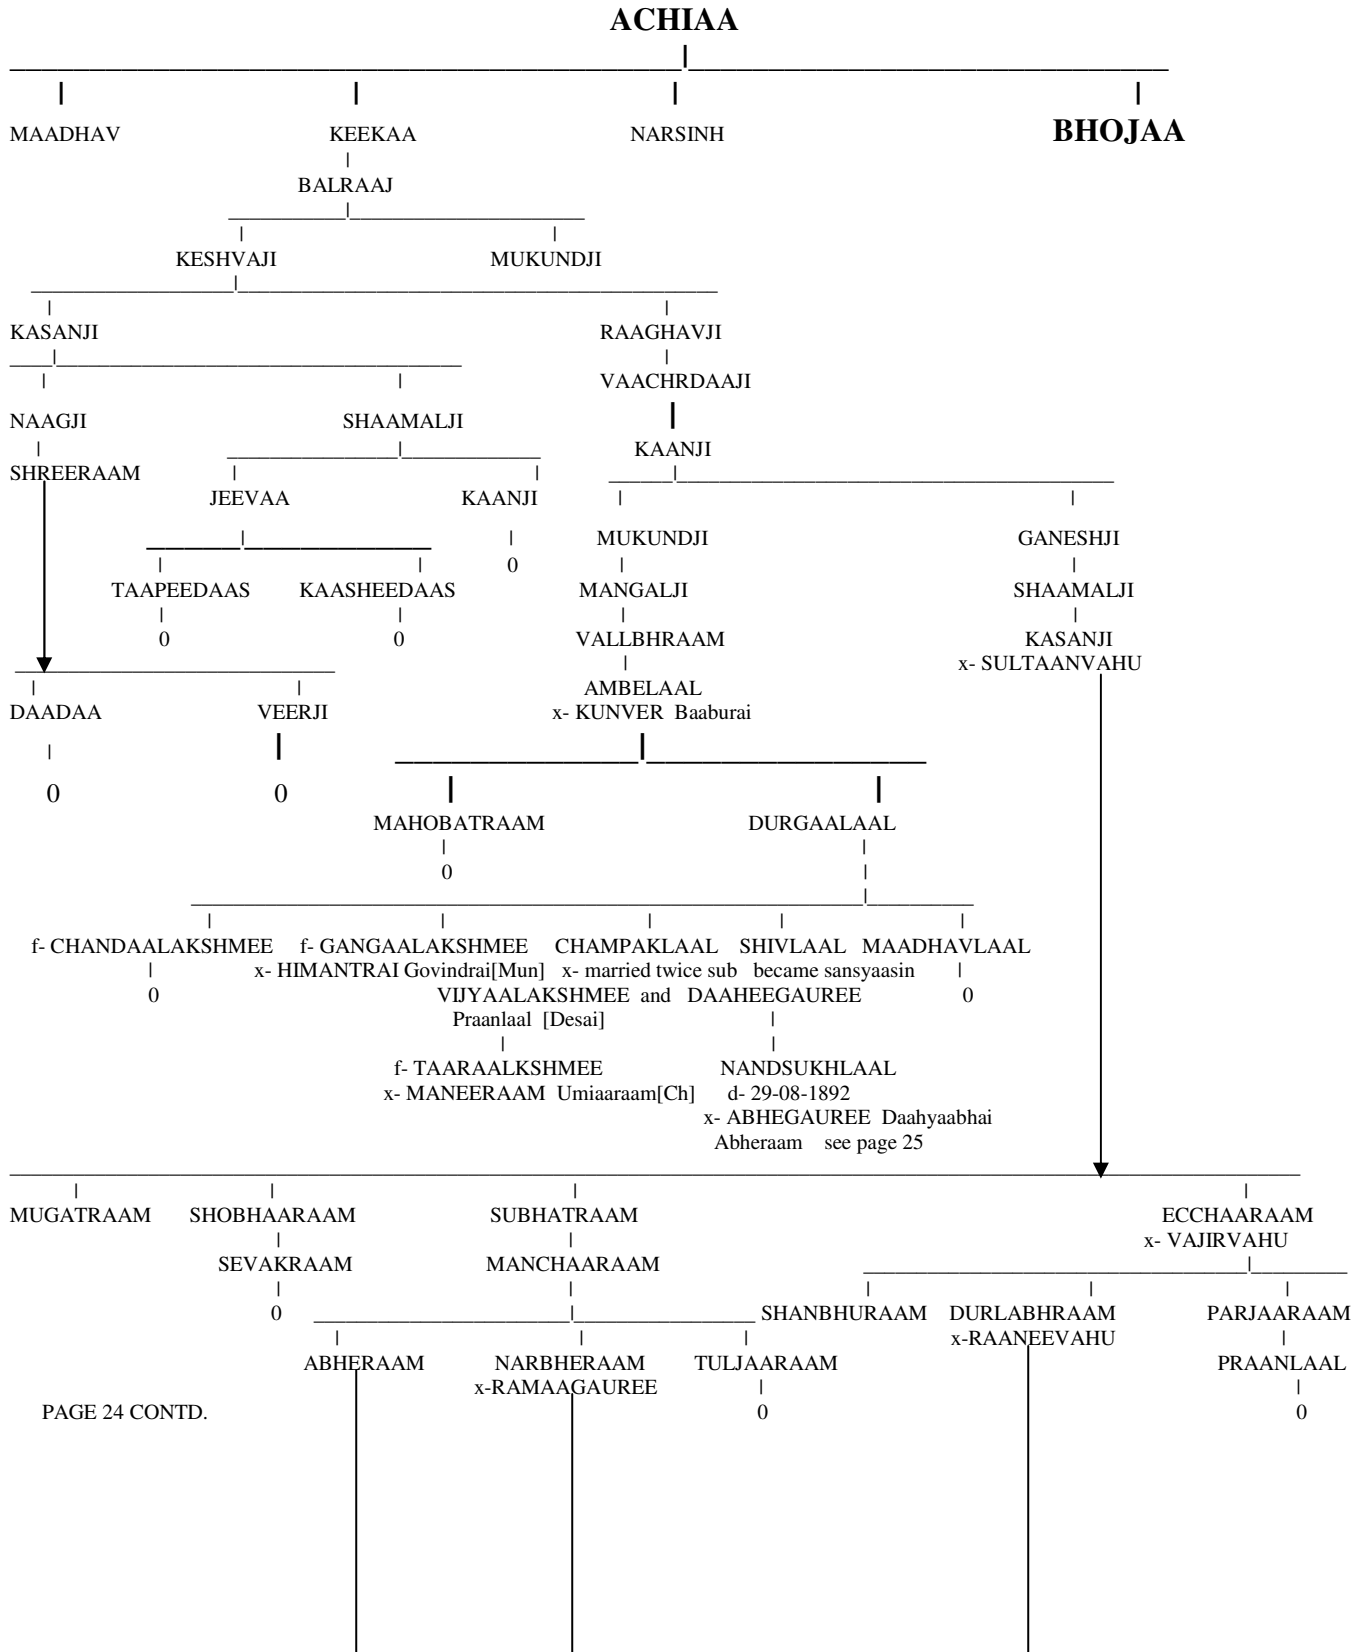 ACHIAA
MAADHAV KEEKAA NARSINH BHOJAA
BALRAAJ
KESHVAJI MUKUNDJI
KASANJI RAAGHAVJI
VAACHRDAAJI
NAAGJI SHAAMALJI
KAANJI
SHREERAAM
JEEVAA KAANJI
MUKUNDJI GANESHJI
0
TAAPEEDAAS KAASHEEDAAS MANGALJI SHAAMALJI
0 0 VALLBHRAAM KASANJI
x- SULTAANVAHU
AMBELAAL
DAADAA VEERJI x- KUNVER Baaburai
0 0
MAHOBATRAAM DURGAALAAL
0
f- CHANDAALAKSHMEE f- GANGAALAKSHMEE CHAMPAKLAAL SHIVLAAL MAADHAVLAAL
x- HIMANTRAI Govindrai[Mun] x- married twice sub became sansyaasin
0 VIJYAALAKSHMEE and DAAHEEGAUREE 0
Praanlaal [Desai]
f- TAARAALKSHMEE NANDSUKHLAAL
x- MANEERAAM Umiaaraam[Ch] d- 29-08-1892
x- ABHEGAUREE Daahyaabhai
Abheraam see page 25
MUGATRAAM SHOBHAARAAM SUBHATRAAM ECCHAARAAM
x- VAJIRVAHU
SEVAKRAAM MANCHAARAAM
0 SHANBHURAAM DURLABHRAAM PARJAARAAM
x-RAANEEVAHU
ABHERAAM NARBHERAAM TULJAARAAM PRAANLAAL
x-RAMAAGAUREE
PAGE 24 CONTD. 0 0